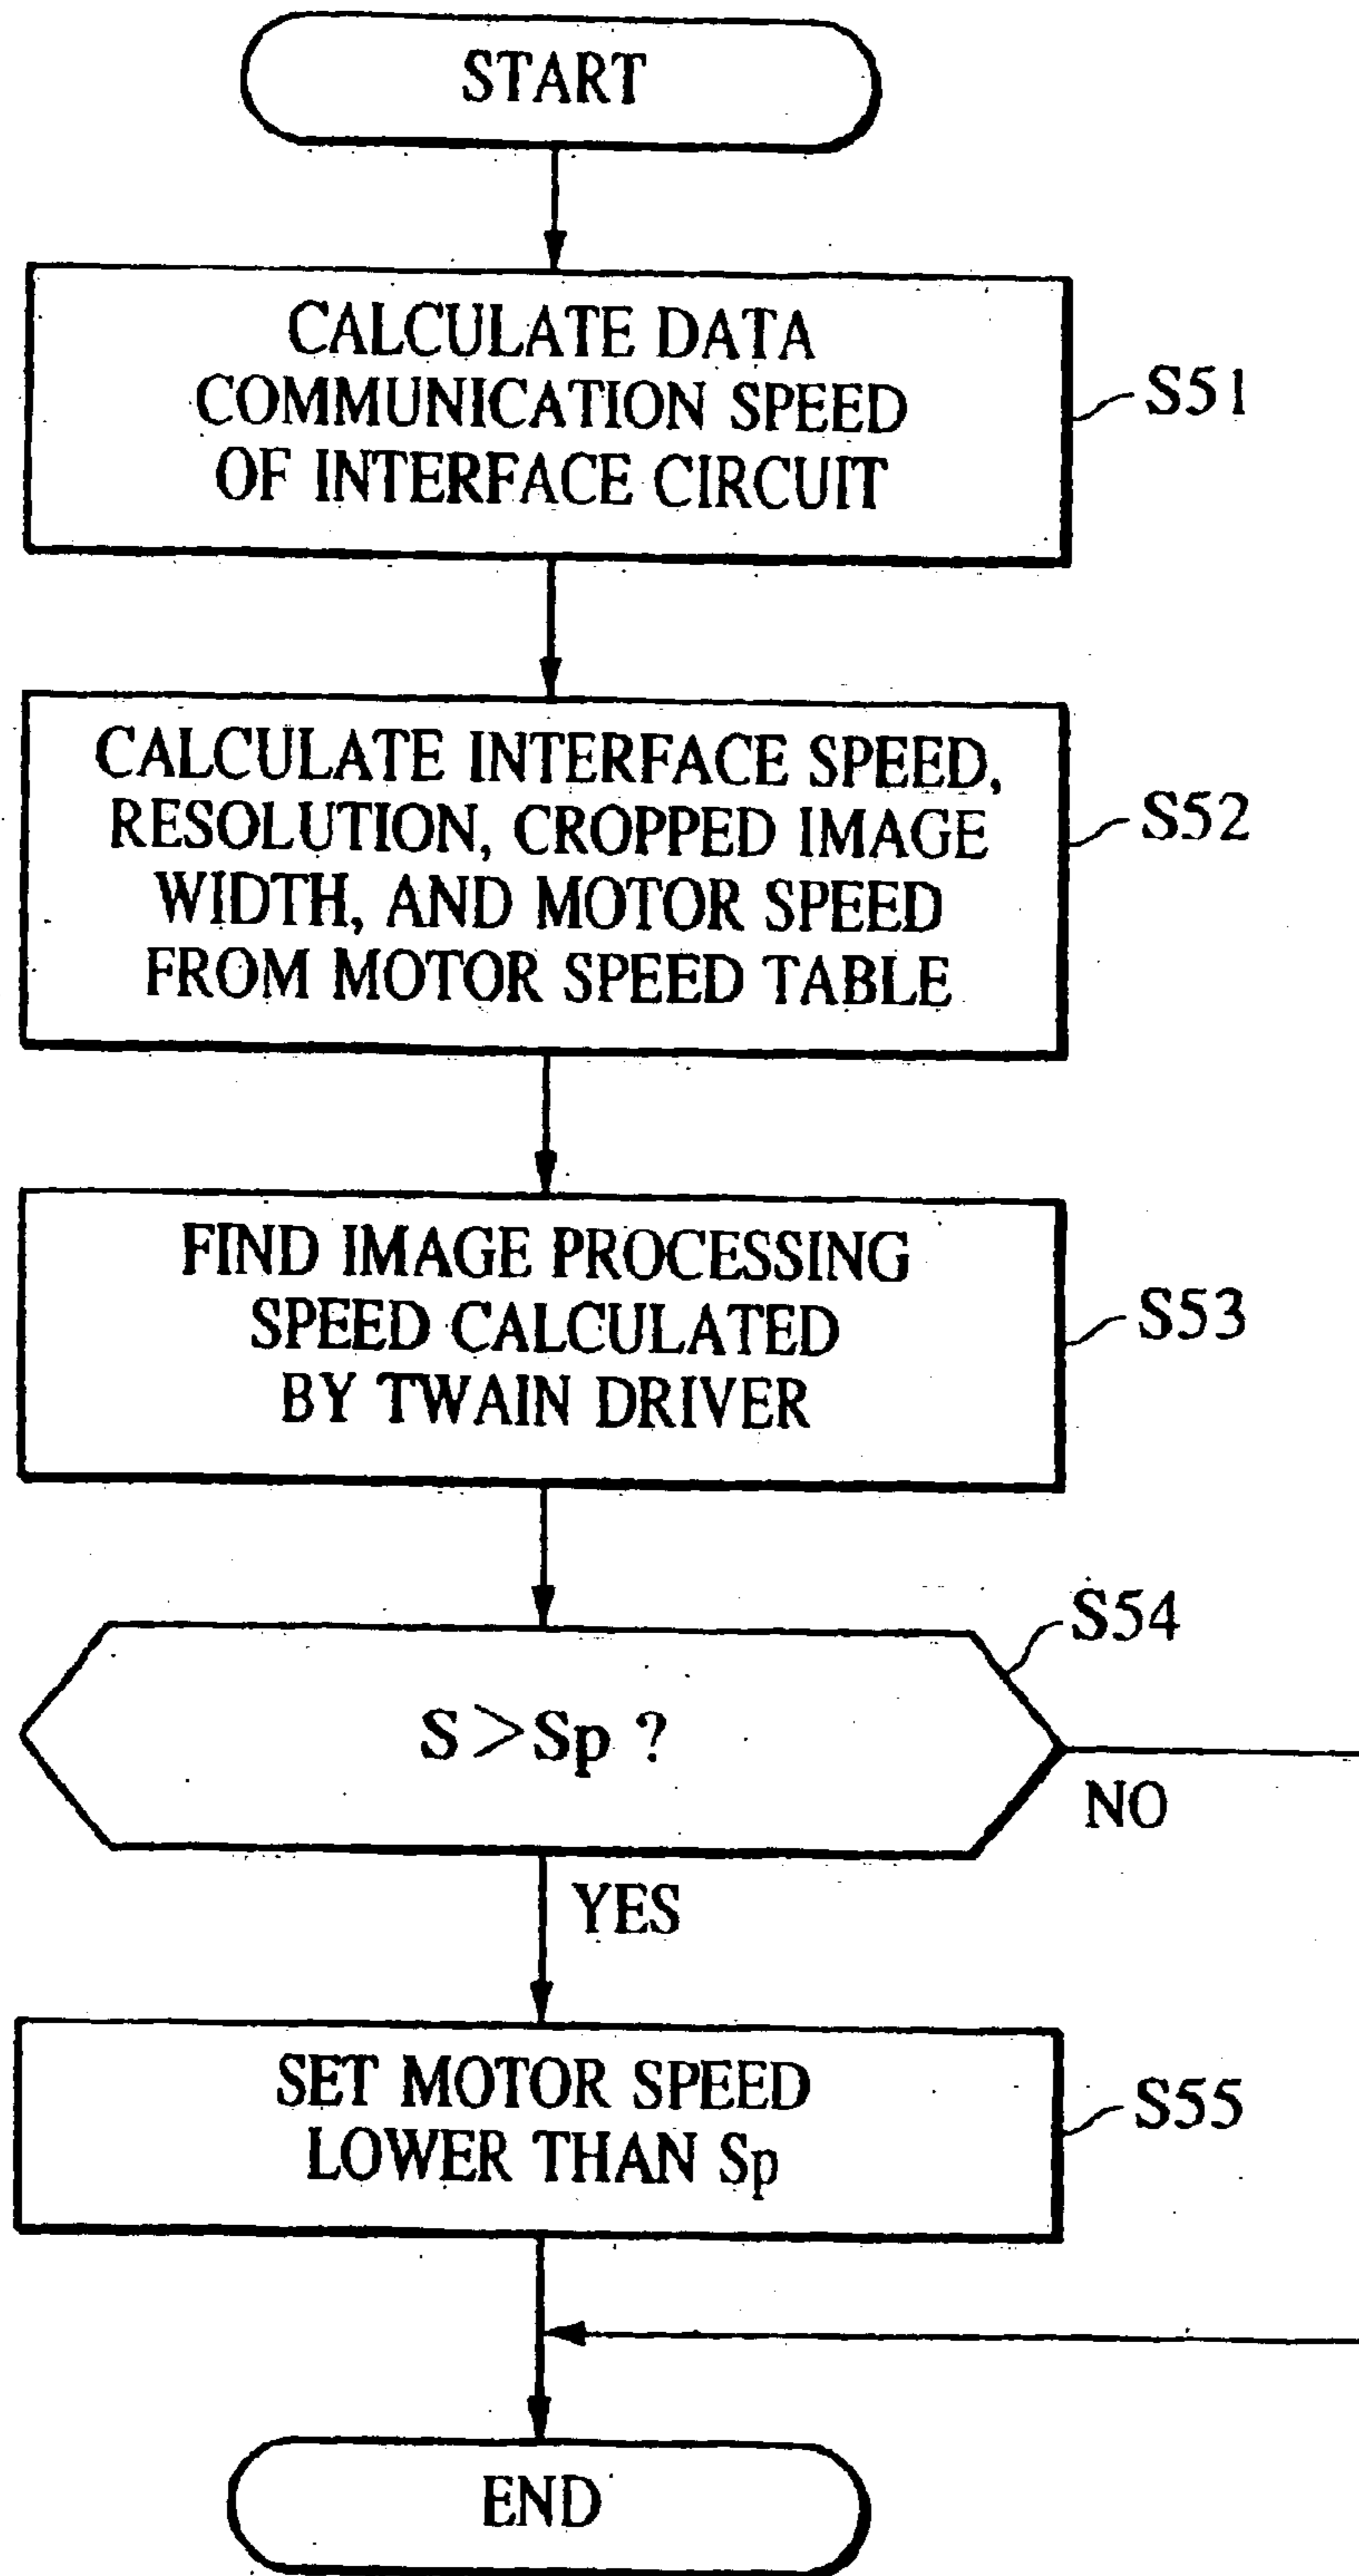 START
CALCULATE DATA
COMMUNICATION SPEED
OF INTERFACE CIRCUIT
S51
CALCULATE INTERFACE SPEED,
RESOLUTION, CROPPED IMAGE
WIDTH, AND MOTOR SPEED
FROM MOTOR SPEED TABLE
S52
FIND IMAGE PROCESSING
SPEED CALCULATED
BY TWAIN DRIVER
S53
S54
S>Sp ?
NO
YES
SET MOTOR SPEED
LOWER THAN Sp
S55
END